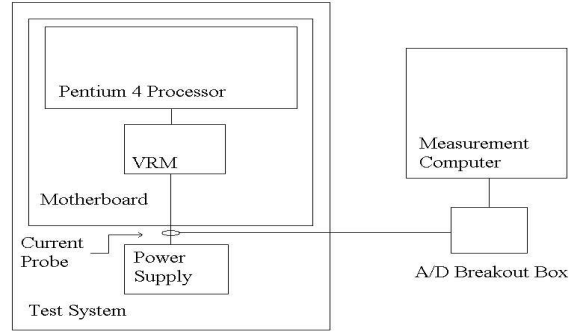 Pentium 4 Processor
VRM
Motherboard
Current
Probe
Power
Supply
Test System
Measurement
Computer
A/D Breakout Box